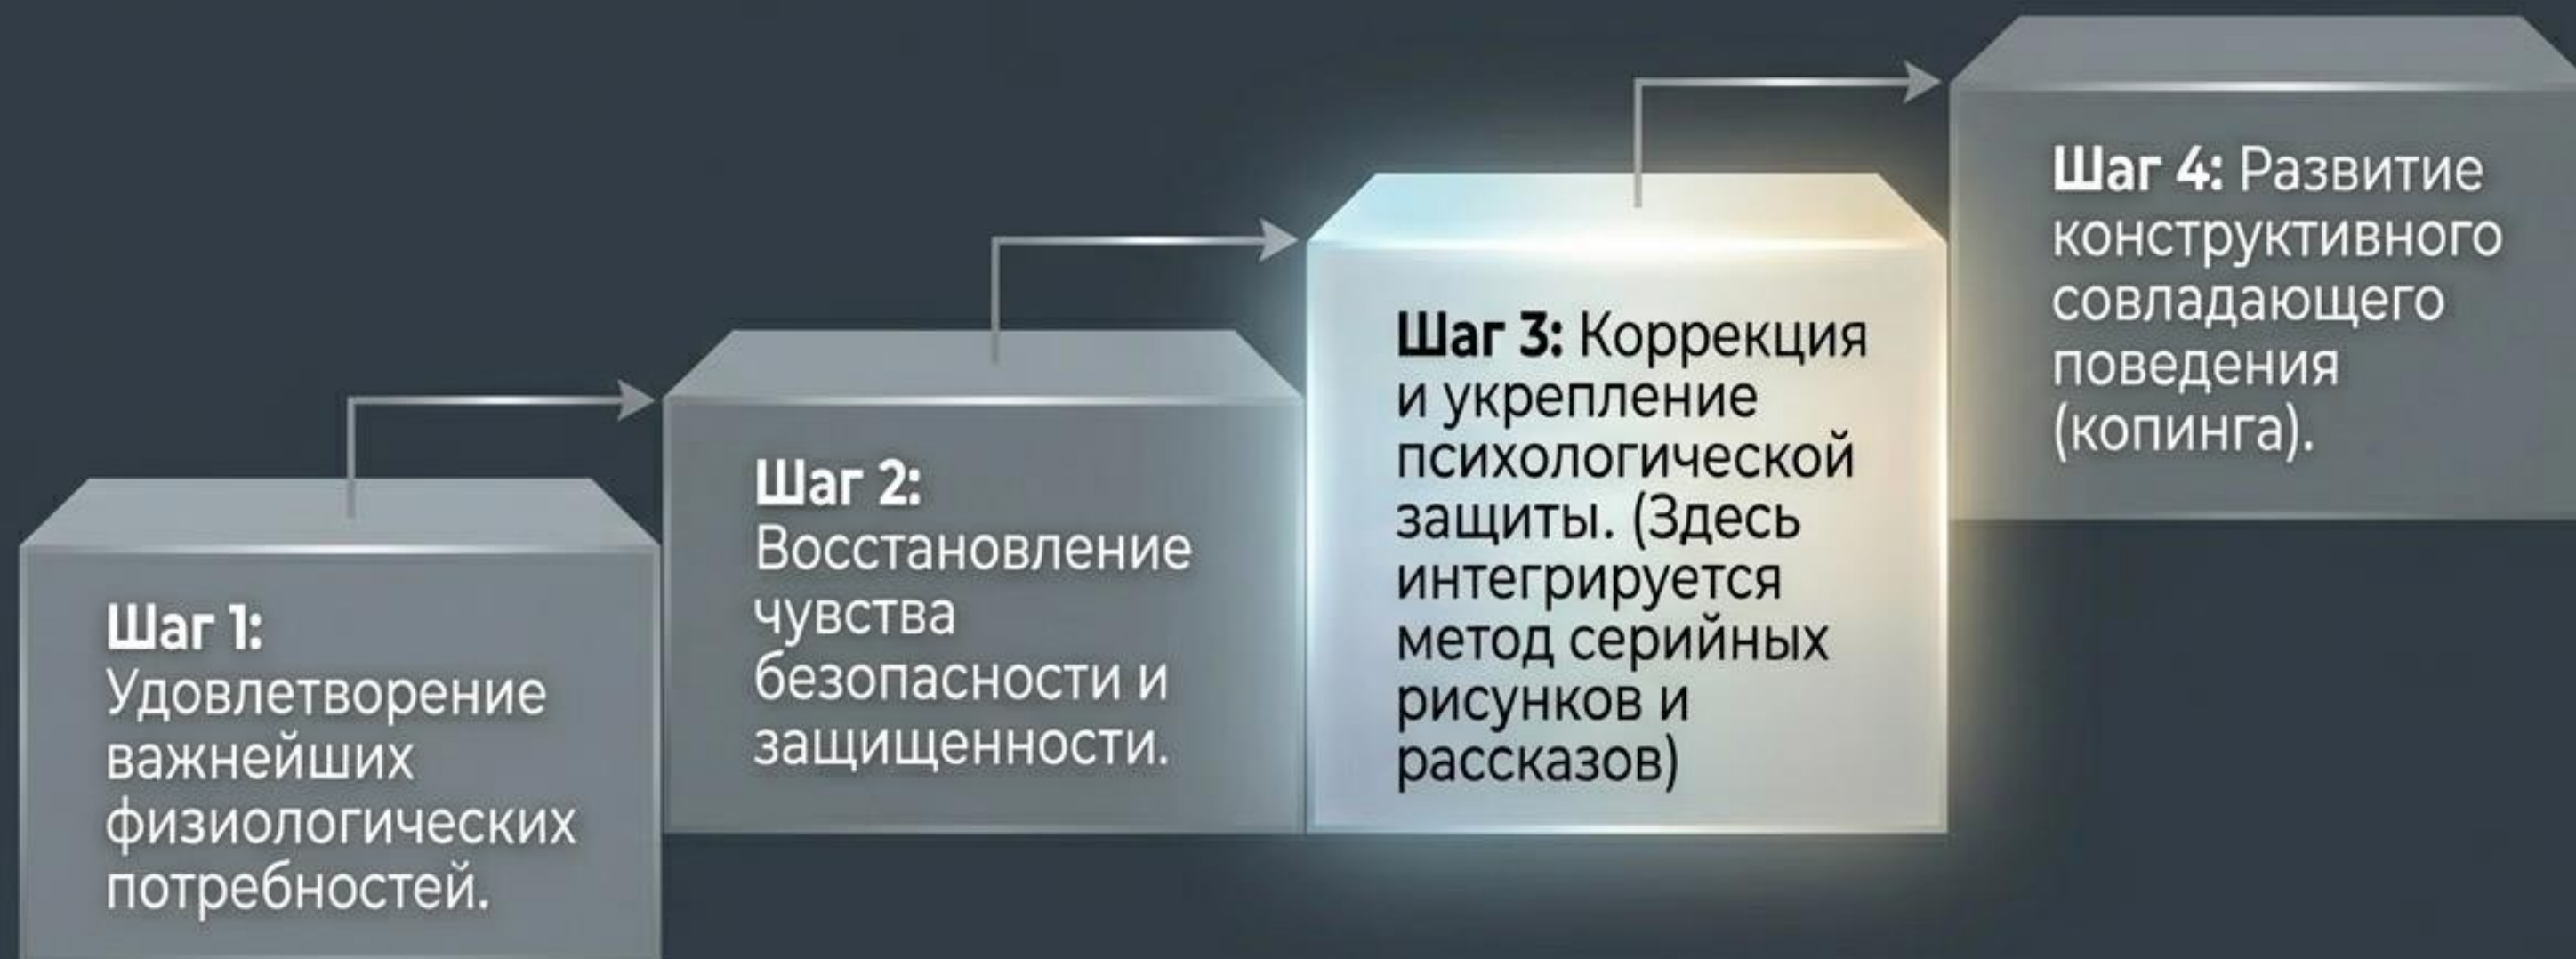 Шаг 1:
Удовлетворение
важнейших
физиологических
потребностей.
Шаг 2:
Восстановление
чувства
безопасности и
защищенности.
Шаг 3: Коррекция
и укрепление
психологической
защиты. (Здесь
интегрируется
метод серийных
рисунков и
рассказов)
Шаг 4: Развитие
конструктивного
совладающего
поведения
(копинга).